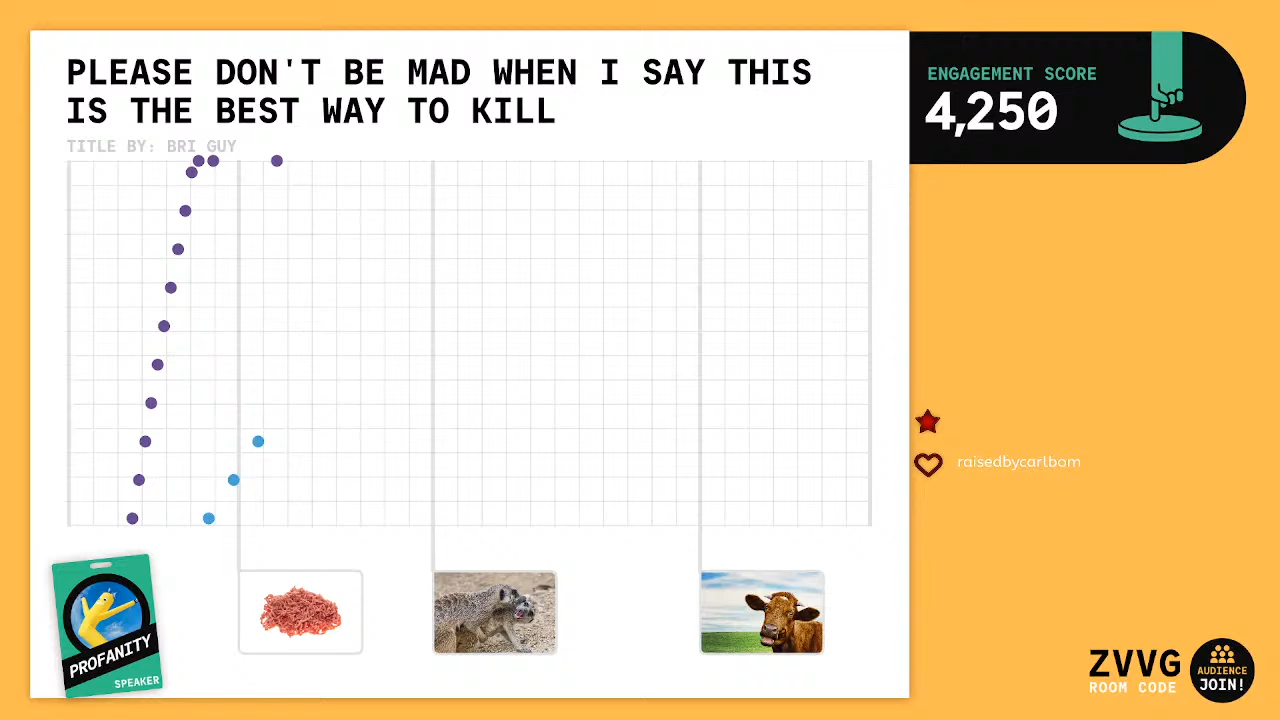 PLEASE DON'T BE MAD WHEN I SAY THIS
IS THE BEST WAY TO KILL
TITLE BY: BRI GUY
ENGAGEMENT SCORE
4,250
raisedbycartbom
PROFANITY
SPEAKER
ZVVG
ROOM CODE
AUDIENCE
JOIN!